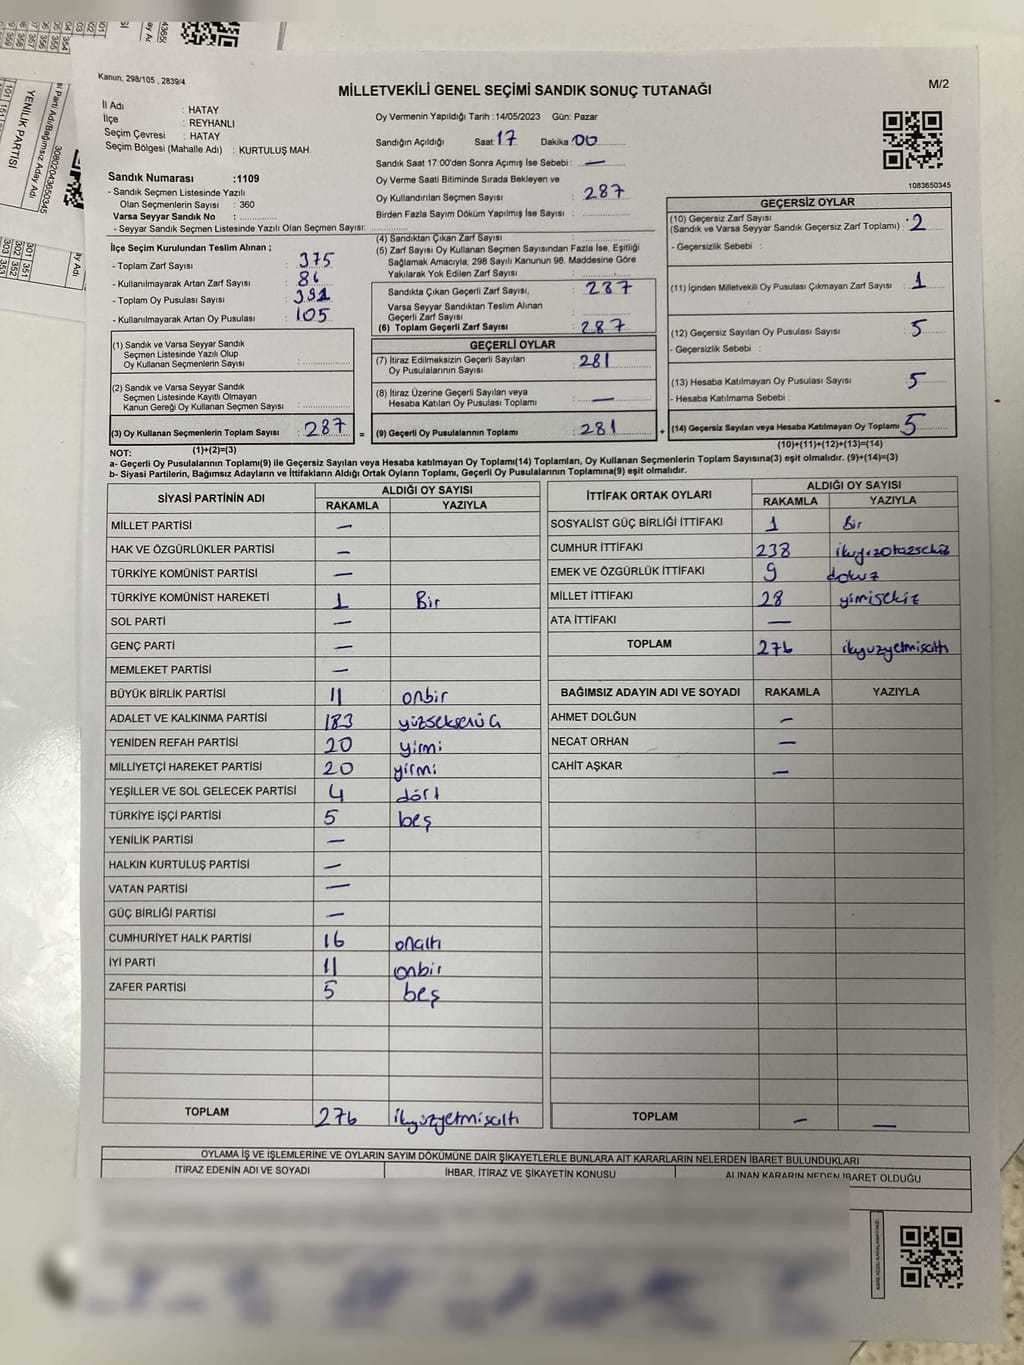 Kanun; 298/105 , 2839/4
M/2
MİLLETVEKİLİ GENEL SEÇİMİ SANDIK SONUÇ TUTANAĞI
İl Adı : HATAY
İlçe : REYHANLI
Seçim Çevresi : HATAY
Seçim Bölgesi (Mahalle Adı) : KURTULUŞ MAH.
Sandık Numarası :1109
- Sandık Seçmen Listesinde Yazılı
Olan Seçmenlerin Sayısı : 360
Varsa Seyyar Sandık No :
- Seyyar Sandık Seçmen Listesinde Yazılı Olan Seçmen Sayısı:
Oy Vermenin Yapıldığı Tarih :14/05/2023 Gün: Pazar
Sandığın Açıldığı Saat: 17 Dakika: 00
Sandık Saat 17:00'den Sonra Açımış İse Sebebi : —
Oy Verme Saati Bitiminde Sırada Bekleyen ve
Oy Kullandırılan Seçmen Sayısı : 287
Birden Fazla Sayım Döküm Yapılmış İse Sayısı :
1083650345
İlçe Seçim Kurulundan Teslim Alınan ;
- Toplam Zarf Sayısı : 375
- Kullanılmayarak Artan Zarf Sayısı : 86
- Toplam Oy Pusulası Sayısı : 392
- Kullanılmayarak Artan Oy Pusulası : 105
(4) Sandıktan Çıkan Zarf Sayısı :
(5) Zarf Sayısı Oy Kullanan Seçmen Sayısından Fazla İse, Eşitliği
Sağlamak Amacıyla; 298 Sayılı Kanunun 98. Maddesine Göre
Yakılarak Yok Edilen Zarf Sayısı :
Sandıkta Çıkan Geçerli Zarf Sayısı, : 287
Varsa Seyyar Sandıktan Teslim Alınan
Geçerli Zarf Sayısı :
(6) Toplam Geçerli Zarf Sayısı : 287
GEÇERSİZ OYLAR
(10) Geçersiz Zarf Sayısı
(Sandık ve Varsa Seyyar Sandık Geçersiz Zarf Toplamı) : 2
- Geçersizlik Sebebi :
(11) İçinden Milletvekili Oy Pusulası Çıkmayan Zarf Sayısı : 1
(12) Geçersiz Sayılan Oy Pusulası Sayısı : 5
- Geçersizlik Sebebi :
(13) Hesaba Katılmayan Oy Pusulası Sayısı : 5
- Hesaba Katılmama Sebebi :
(1) Sandık ve Varsa Seyyar Sandık
Seçmen Listesinde Yazılı Olup
Oy Kullanan Seçmenlerin Sayısı :
(2) Sandık ve Varsa Seyyar Sandık
Seçmen Listesinde Kayıtlı Olmayan
Kanun Gereği Oy Kullanan Seçmen Sayısı :
GEÇERLİ OYLAR
(7) İtiraz Edilmeksizin Geçerli Sayılan
Oy Pusulalarının Sayısı : 281
(8) İtiraz Üzerine Geçerli Sayılan veya
Hesaba Katılan Oy Pusulası Toplamı : —
(3) Oy Kullanan Seçmenlerin Toplam Sayısı : 287 = (9) Geçerli Oy Pusulalarının Toplamı : 281 + (14) Geçersiz Sayılan veya Hesaba Katılmayan Oy Toplamı : 5
NOT: (1)+(2)=(3) (10)+(11)+(12)+(13)=(14)
a- Geçerli Oy Pusulalarının Toplamı(9) ile Geçersiz Sayılan veya Hesaba katılmayan Oy Toplamı(14) Toplamları, Oy Kullanan Seçmenlerin Toplam Sayısına(3) eşit olmalıdır. (9)+(14)=(3)
b- Siyasi Partilerin, Bağımsız Adayların ve İttifakların Aldığı Oyların Toplamı, Geçerli Oy Pusulalarının Toplamına(9) eşit olmalıdır.
SİYASİ PARTİNİN ADI ALDIĞI OY SAYISI
RAKAMLA YAZIYLA
MİLLET PARTİSİ —
HAK VE ÖZGÜRLÜKLER PARTİSİ —
TÜRKİYE KOMÜNİST PARTİSİ —
TÜRKİYE KOMÜNİST HAREKETİ 1 Bir
SOL PARTİ —
GENÇ PARTİ —
MEMLEKET PARTİSİ —
BÜYÜK BİRLİK PARTİSİ 11 onbir
ADALET VE KALKINMA PARTİSİ 183 yüzseksenüç
YENİDEN REFAH PARTİSİ 20 yirmi
MİLLİYETÇİ HAREKET PARTİSİ 20 yirmi
YEŞİLLER VE SOL GELECEK PARTİSİ 4 dört
TÜRKİYE İŞÇİ PARTİSİ 5 beş
YENİLİK PARTİSİ —
HALKIN KURTULUŞ PARTİSİ —
VATAN PARTİSİ —
GÜÇ BİRLİĞİ PARTİSİ —
CUMHURİYET HALK PARTİSİ 16 onaltı
İYİ PARTİ 11 onbir
ZAFER PARTİSİ 5 beş
TOPLAM 276 ikyüzyetmisaltı
İTTİFAK ORTAK OYLARI ALDIĞI OY SAYISI
RAKAMLA YAZIYLA
SOSYALİST GÜÇ BİRLİĞİ İTTİFAKI 1 Bir
CUMHUR İTTİFAKI 238
EMEK VE ÖZGÜRLÜK İTTİFAKI 9 dokuz
MİLLET İTTİFAKI 28 yimisekiz
ATA İTTİFAKI —
TOPLAM 276 ikyuzyetmisaltı
BAĞIMSIZ ADAYIN ADI VE SOYADI RAKAMLA YAZIYLA
AHMET DOLĞUN —
NECAT ORHAN —
CAHİT AŞKAR —
TOPLAM — —
OYLAMA İŞ VE İŞLEMLERİNE VE OYLARIN SAYIM DÖKÜMÜNE DAİR ŞİKAYETLERLE BUNLARA AİT KARARLARIN NELERDEN İBARET BULUNDUKLARI
İTİRAZ EDENİN ADI VE SOYADI İHBAR, İTİRAZ VE ŞİKAYETİN KONUSU ALINAN KARARIN NEDEN İBARET OLDUĞU
YENİLİK PARTİSİ
30802043650345